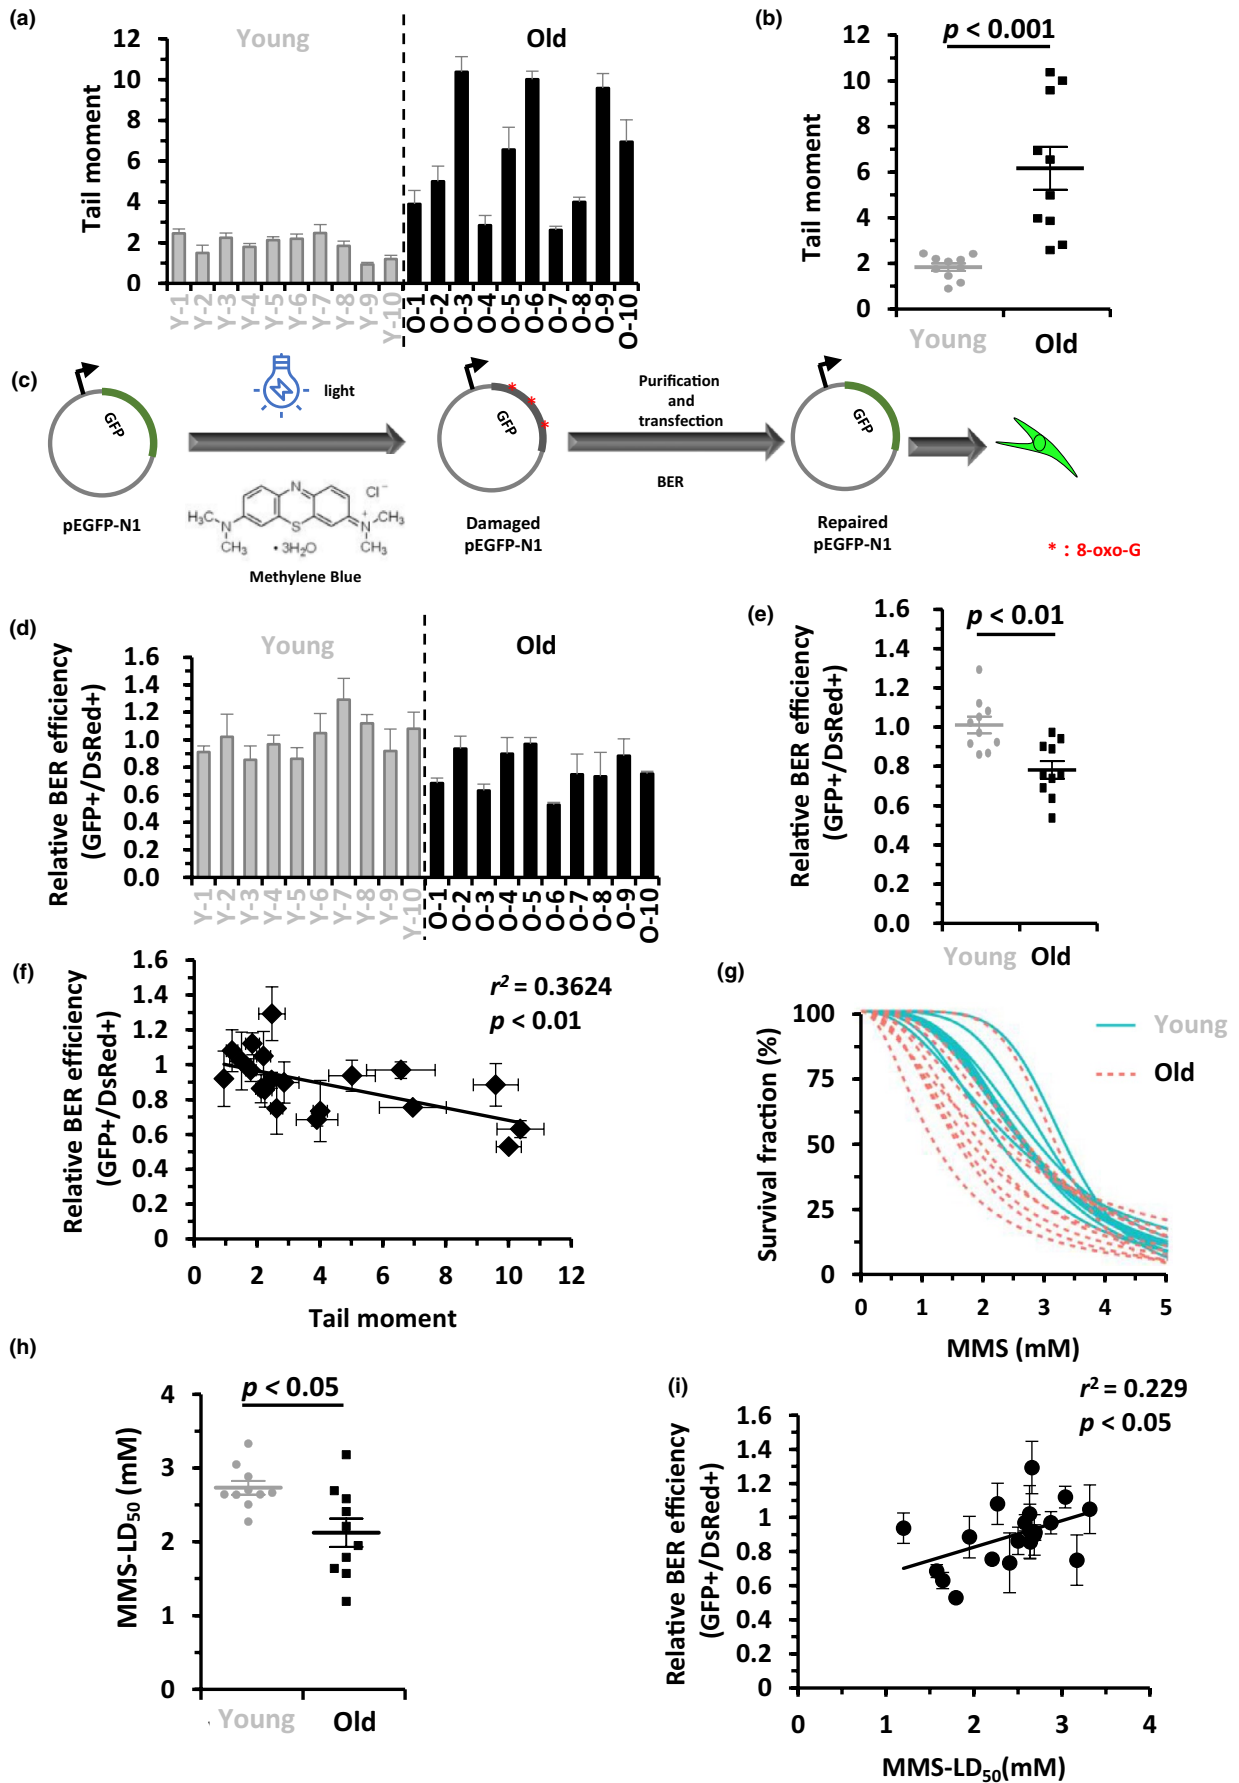 (a)
Young
Old
Tail moment
12
10
8
6
4
2
0
Y-1
Y-2
Y-3
Y-4
Y-5
Y-6
Y-7
Y-8
Y-9
Y-10
O-1
O-2
O-3
O-4
O-5
O-6
O-7
O-8
O-9
O-10
(b)
p < 0.001
Tail moment
12
10
8
6
4
2
0
Young
Old
(c)
GFP
pEGFP-N1
light
N
S
H₃C
N
CH₃
CH₃
N⁺
CH₃
CH₃
Cl⁻
• 3H₂O
Methylene Blue
GFP
*
*
*
Damaged
pEGFP-N1
Purification
and
transfection
BER
GFP
Repaired
pEGFP-N1
* : 8-oxo-G
(d)
Young
Old
Relative BER efficiency
(GFP+/DsRed+)
1.6
1.4
1.2
1.0
0.8
0.6
0.4
0.2
0.0
Y-1
Y-2
Y-3
Y-4
Y-5
Y-6
Y-7
Y-8
Y-9
Y-10
O-1
O-2
O-3
O-4
O-5
O-6
O-7
O-8
O-9
O-10
(e)
p < 0.01
Relative BER efficiency
(GFP+/DsRed+)
1.6
1.4
1.2
1.0
0.8
0.6
0.4
0.2
0.0
Young
Old
(f)
r² = 0.3624
p < 0.01
Relative BER efficiency
(GFP+/DsRed+)
1.6
1.4
1.2
1
0.8
0.6
0.4
0.2
0
0 2 4 6 8 10 12
Tail moment
(g)
Survival fraction (%)
100
75
50
25
0
0 1 2 3 4 5
MMS (mM)
Young
Old
(h)
p < 0.05
MMS-LD₅₀ (mM)
4
3
2
1
0
Young
Old
(i)
r² = 0.229
p < 0.05
Relative BER efficiency
(GFP+/DsRed+)
1.6
1.4
1.2
1
0.8
0.6
0.4
0.2
0
0 1 2 3 4
MMS-LD₅₀(mM)